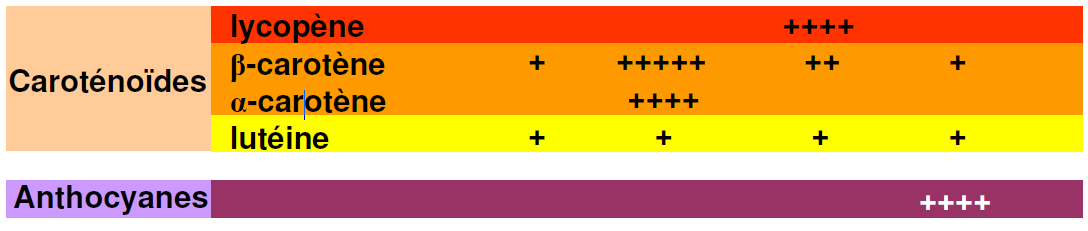 lycopène ++++
β-carotène + +++++ ++ +
Caroténoïdes
α-carotène ++++
lutéine + + + +
Anthocyanes ++++